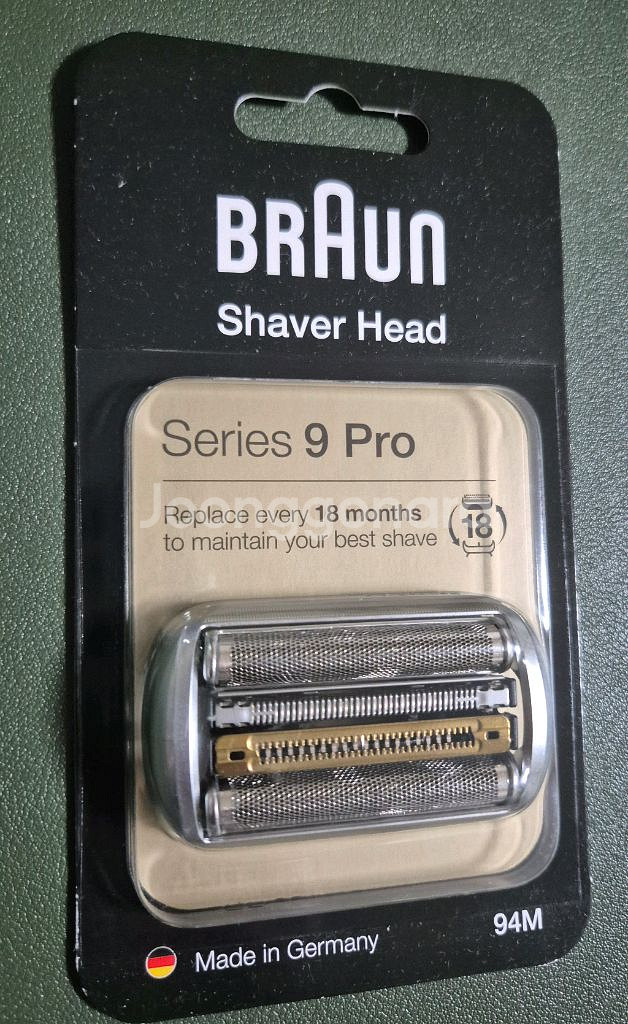 BRAUN
Shaver Head
Series 9 Pro
Joonggonara
Replace every 18 months
to maintain your best shave
18
94M
Made in Germany